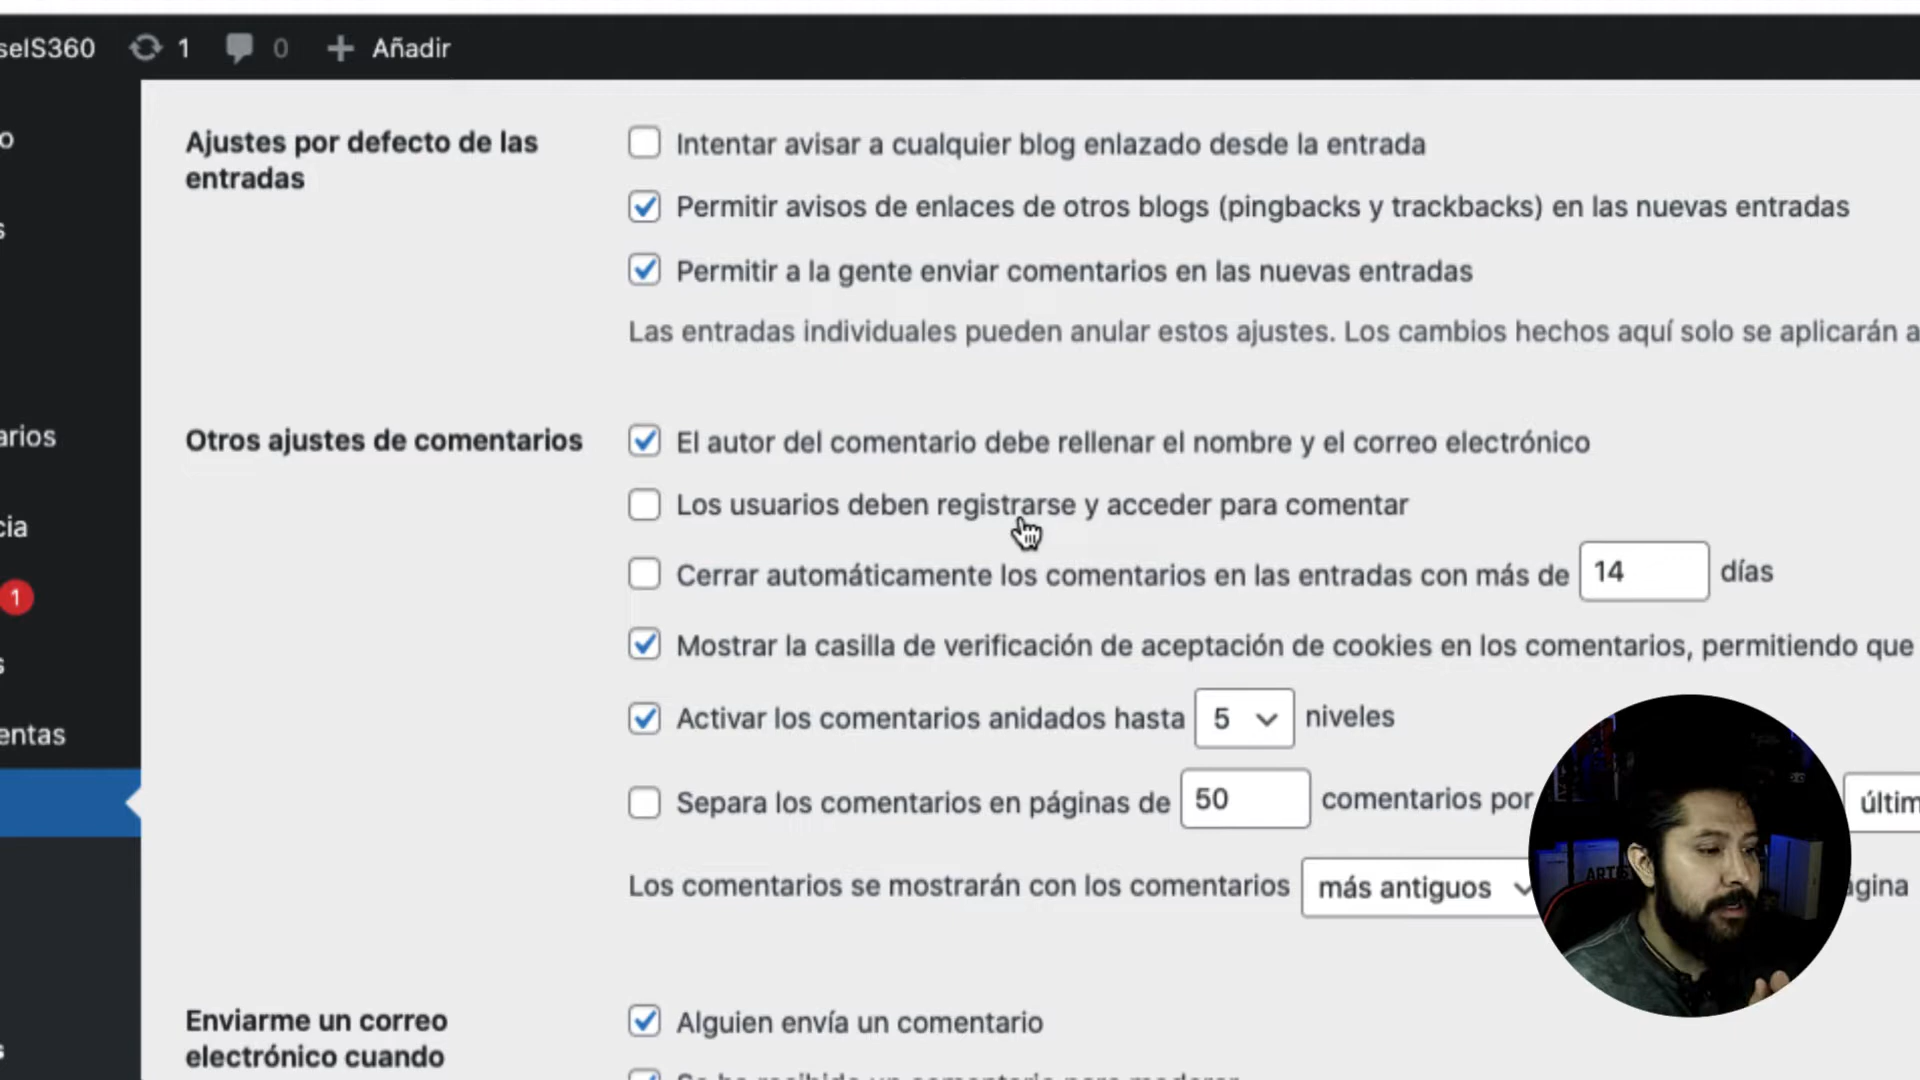 seIS360 1 0 + Añadir
Ajustes por defecto de las
entradas
Intentar avisar a cualquier blog enlazado desde la entrada
Permitir avisos de enlaces de otros blogs (pingbacks y trackbacks) en las nuevas entradas
Permitir a la gente enviar comentarios en las nuevas entradas
Las entradas individuales pueden anular estos ajustes. Los cambios hechos aquí solo se aplicarán a
Otros ajustes de comentarios
El autor del comentario debe rellenar el nombre y el correo electrónico
Los usuarios deben registrarse y acceder para comentar
Cerrar automáticamente los comentarios en las entradas con más de 14 días
Mostrar la casilla de verificación de aceptación de cookies en los comentarios, permitiendo que
Activar los comentarios anidados hasta 5 niveles
Separa los comentarios en páginas de 50 comentarios por últim
Los comentarios se mostrarán con los comentarios más antiguos ágina
Enviarme un correo
electrónico cuando
Alguien envía un comentario
o
s
arios
cia
1
s
entas
s